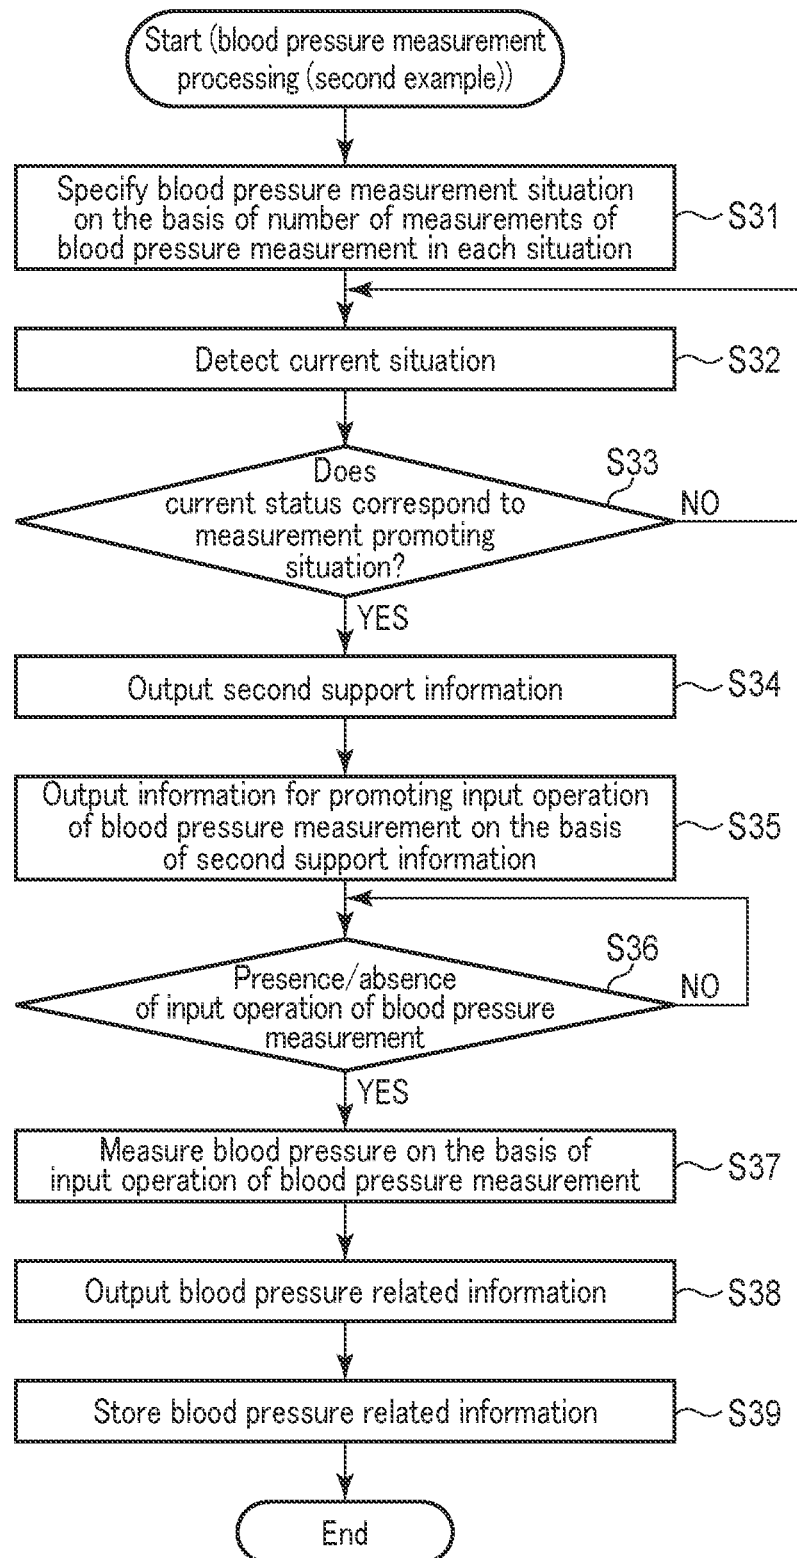 Start (blood pressure measurement
processing (second example))
Specify blood pressure measurement situation
on the basis of number of measurements of
blood pressure measurement in each situation
S31
Detect current situation
S32
Does
current status correspond to
measurement promoting
situation?
S33
NO
YES
Output second support information
S34
Output information for promoting input operation
of blood pressure measurement on the basis
of second support information
S35
Presence/absence
of input operation of blood pressure
measurement
S36
NO
YES
Measure blood pressure on the basis of
input operation of blood pressure measurement
S37
Output blood pressure related information
S38
Store blood pressure related information
S39
End